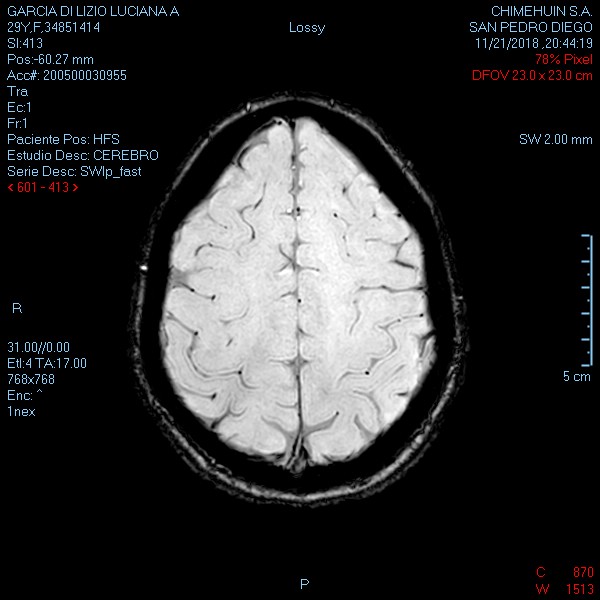 GARCIA DI LIZIO LUCIANA A
29Y,F,34851414
Sl:413
Pos:-60.27 mm
Acc#: 200500030955
Tra
Ec:1
Fr:1
Paciente Pos: HFS
Estudio Desc: CEREBRO
Serie Desc: SWIp_fast
< 601 - 413 >
Lossy
CHIMEHUIN S.A.
SAN PEDRO DIEGO
11/21/2018 ,20:44:19
78% Pixel
DFOV 23.0 x 23.0 cm
SW 2.00 mm
R
5 cm
31.00//0.00
Etl:4 TA:17.00
768x768
Enc: ^
1nex
P
C 870
W 1513